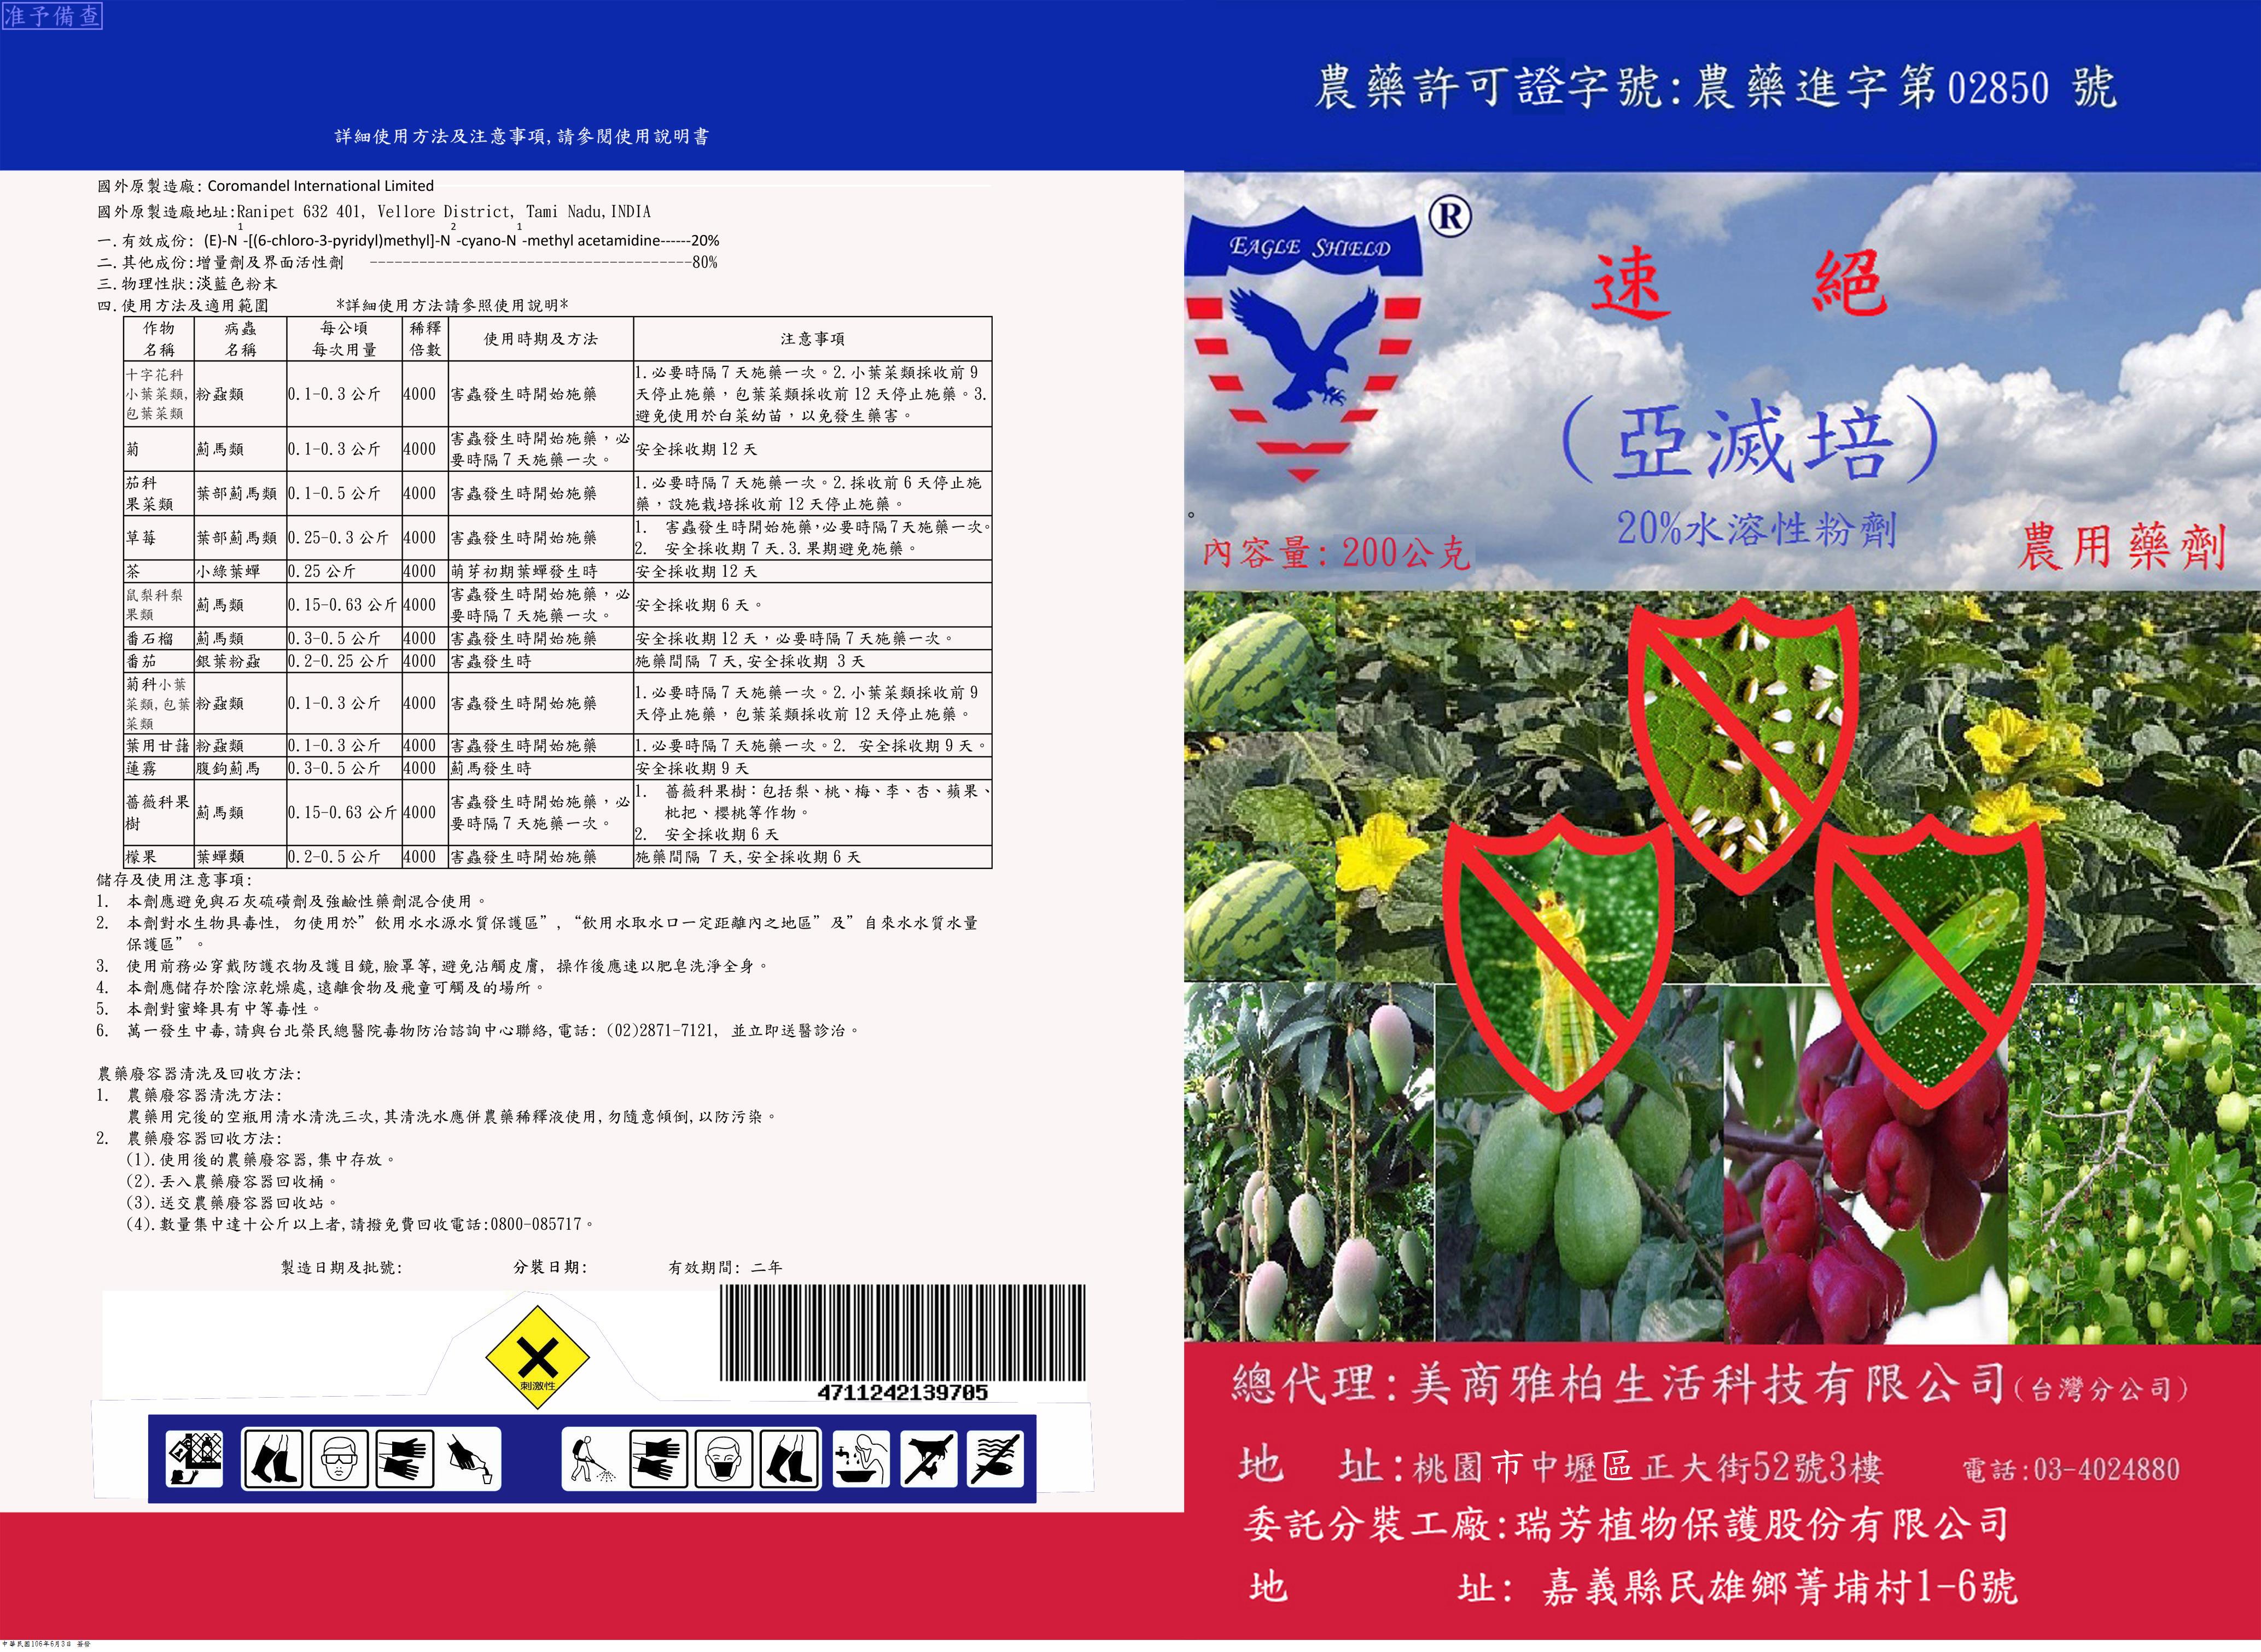 准予備查
詳細使用方法及注意事項,請參閱使用說明書
國外原製造廠: Coromandel International Limited
國外原製造廠地址:Ranipet 632 401, Vellore District, Tami Nadu,INDIA
一.有效成份: (E)-N1-[(6-chloro-3-pyridyl)methyl]-N2-cyano-N1-methyl acetamidine------20%
二.其他成份:增量劑及界面活性劑 ---------------------------------------80%
三.物理性狀:淡藍色粉末
四.使用方法及適用範圍 *詳細使用方法請參照使用說明*
作物名稱 病蟲名稱 每公頃每次用量 稀釋倍數 使用時期及方法 注意事項
十字花科小葉菜類,包葉菜類 粉蝨類 0.1-0.3 公斤 4000 害蟲發生時開始施藥 1.必要時隔 7 天施藥一次。2.小葉菜類採收前 9 天停止施藥，包葉菜類採收前 12 天停止施藥。3.避免使用於白菜幼苗，以免發生藥害。
菊 薊馬類 0.1-0.3 公斤 4000 害蟲發生時開始施藥，必要時隔 7 天施藥一次。 安全採收期 12 天
茄科果菜類 葉部薊馬類 0.1-0.5 公斤 4000 害蟲發生時開始施藥 1.必要時隔 7 天施藥一次。2.採收前 6 天停止施藥，設施栽培採收前 12 天停止施藥。
草莓 葉部薊馬類 0.25-0.3 公斤 4000 害蟲發生時開始施藥 1. 害蟲發生時開始施藥,必要時隔7天施藥一次。 2. 安全採收期 7 天.3.果期避免施藥。
茶 小綠葉蟬 0.25 公斤 4000 萌芽初期葉蟬發生時 安全採收期 12 天
鼠梨科梨果類 薊馬類 0.15-0.63 公斤 4000 害蟲發生時開始施藥，必要時隔 7 天施藥一次。 安全採收期 6 天。
番石榴 薊馬類 0.3-0.5 公斤 4000 害蟲發生時開始施藥 安全採收期 12 天，必要時隔 7 天施藥一次。
番茄 銀葉粉蝨 0.2-0.25 公斤 4000 害蟲發生時 施藥間隔 7 天,安全採收期 3 天
菊科小葉菜類,包葉菜類 粉蝨類 0.1-0.3 公斤 4000 害蟲發生時開始施藥 1.必要時隔 7 天施藥一次。2.小葉菜類採收前 9 天停止施藥，包葉菜類採收前 12 天停止施藥。
葉用甘藷 粉蝨類 0.1-0.3 公斤 4000 害蟲發生時開始施藥 1.必要時隔 7 天施藥一次。2. 安全採收期 9 天。
蓮霧 腹鉤薊馬 0.3-0.5 公斤 4000 薊馬發生時 安全採收期 9 天
薔薇科果樹 薊馬類 0.15-0.63 公斤 4000 害蟲發生時開始施藥，必要時隔 7 天施藥一次。 1. 薔薇科果樹：包括梨、桃、梅、李、杏、蘋果、枇杷、櫻桃等作物。 2. 安全採收期 6 天
檬果 葉蟬類 0.2-0.5 公斤 4000 害蟲發生時開始施藥 施藥間隔 7 天,安全採收期 6 天
儲存及使用注意事項:
1. 本劑應避免與石灰硫磺劑及強鹼性藥劑混合使用。
2. 本劑對水生物具毒性, 勿使用於”飲用水水源水質保護區”, “飲用水取水口一定距離內之地區”及”自來水水質水量
保護區”。
3. 使用前務必穿戴防護衣物及護目鏡,臉罩等,避免沾觸皮膚, 操作後應速以肥皂洗淨全身。
4. 本劑應儲存於陰涼乾燥處,遠離食物及飛童可觸及的場所。
5. 本劑對蜜蜂具有中等毒性。
6. 萬一發生中毒,請與台北榮民總醫院毒物防治諮詢中心聯絡,電話: (02)2871-7121, 並立即送醫診治。
農藥廢容器清洗及回收方法:
1. 農藥廢容器清洗方法:
農藥用完後的空瓶用清水清洗三次,其清洗水應併農藥稀釋液使用,勿隨意傾倒,以防污染。
2. 農藥廢容器回收方法:
(1).使用後的農藥廢容器,集中存放。
(2).丟入農藥廢容器回收桶。
(3).送交農藥廢容器回收站。
(4).數量集中達十公斤以上者,請撥免費回收電話:0800-085717。
製造日期及批號: 分裝日期: 有效期間: 二年
刺激性
4711242139705
中華民國106年6月3日 簽發
農藥許可證字號:農藥進字第02850 號
EAGLE SHIELD
®
速 絕
(亞滅培)
20%水溶性粉劑
內容量: 200公克
農用藥劑
總代理:美商雅柏生活科技有限公司(台灣分公司)
地 址:桃園市中壢區正大街52號3樓 電話:03-4024880
委託分裝工廠:瑞芳植物保護股份有限公司
地 址: 嘉義縣民雄鄉菁埔村1-6號